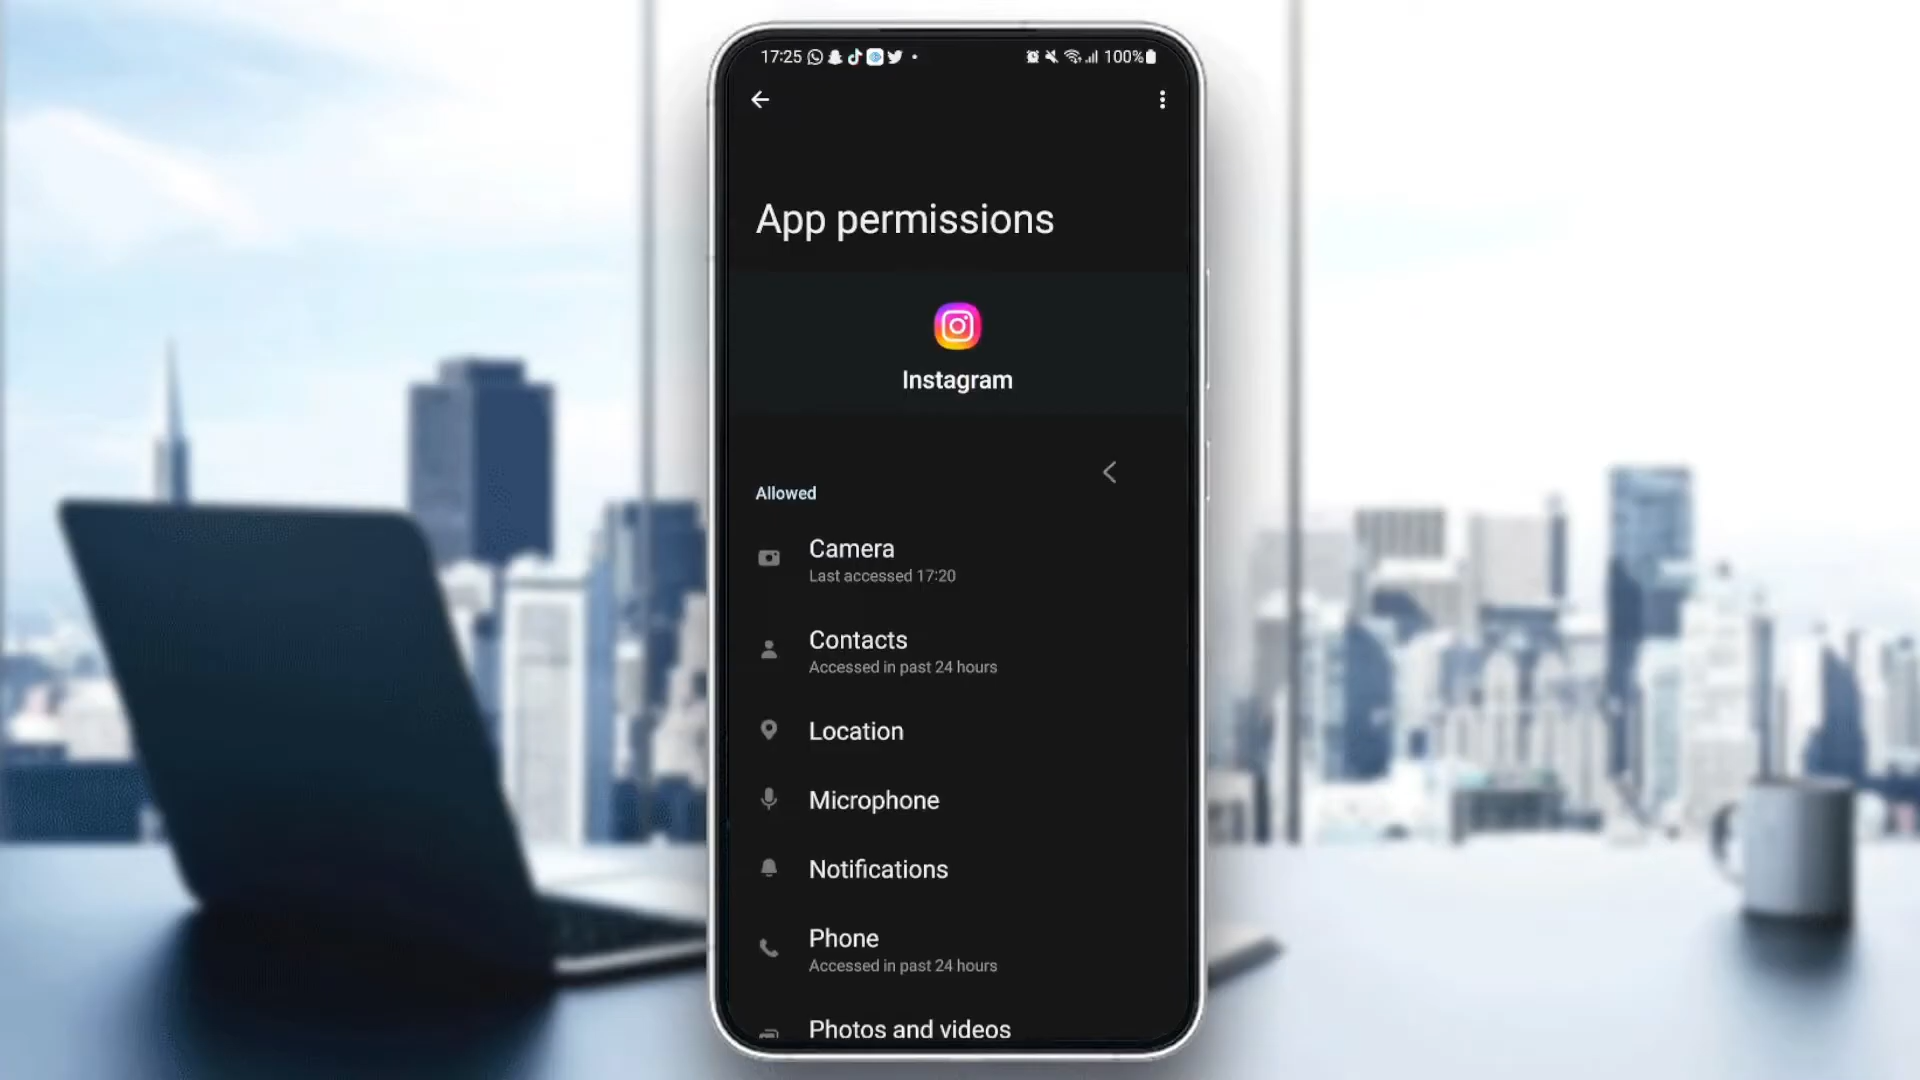 17:25
100%
App permissions
Instagram
Allowed
Camera
Last accessed 17:20
Contacts
Accessed in past 24 hours
Location
Microphone
Notifications
Phone
Accessed in past 24 hours
Photos and videos